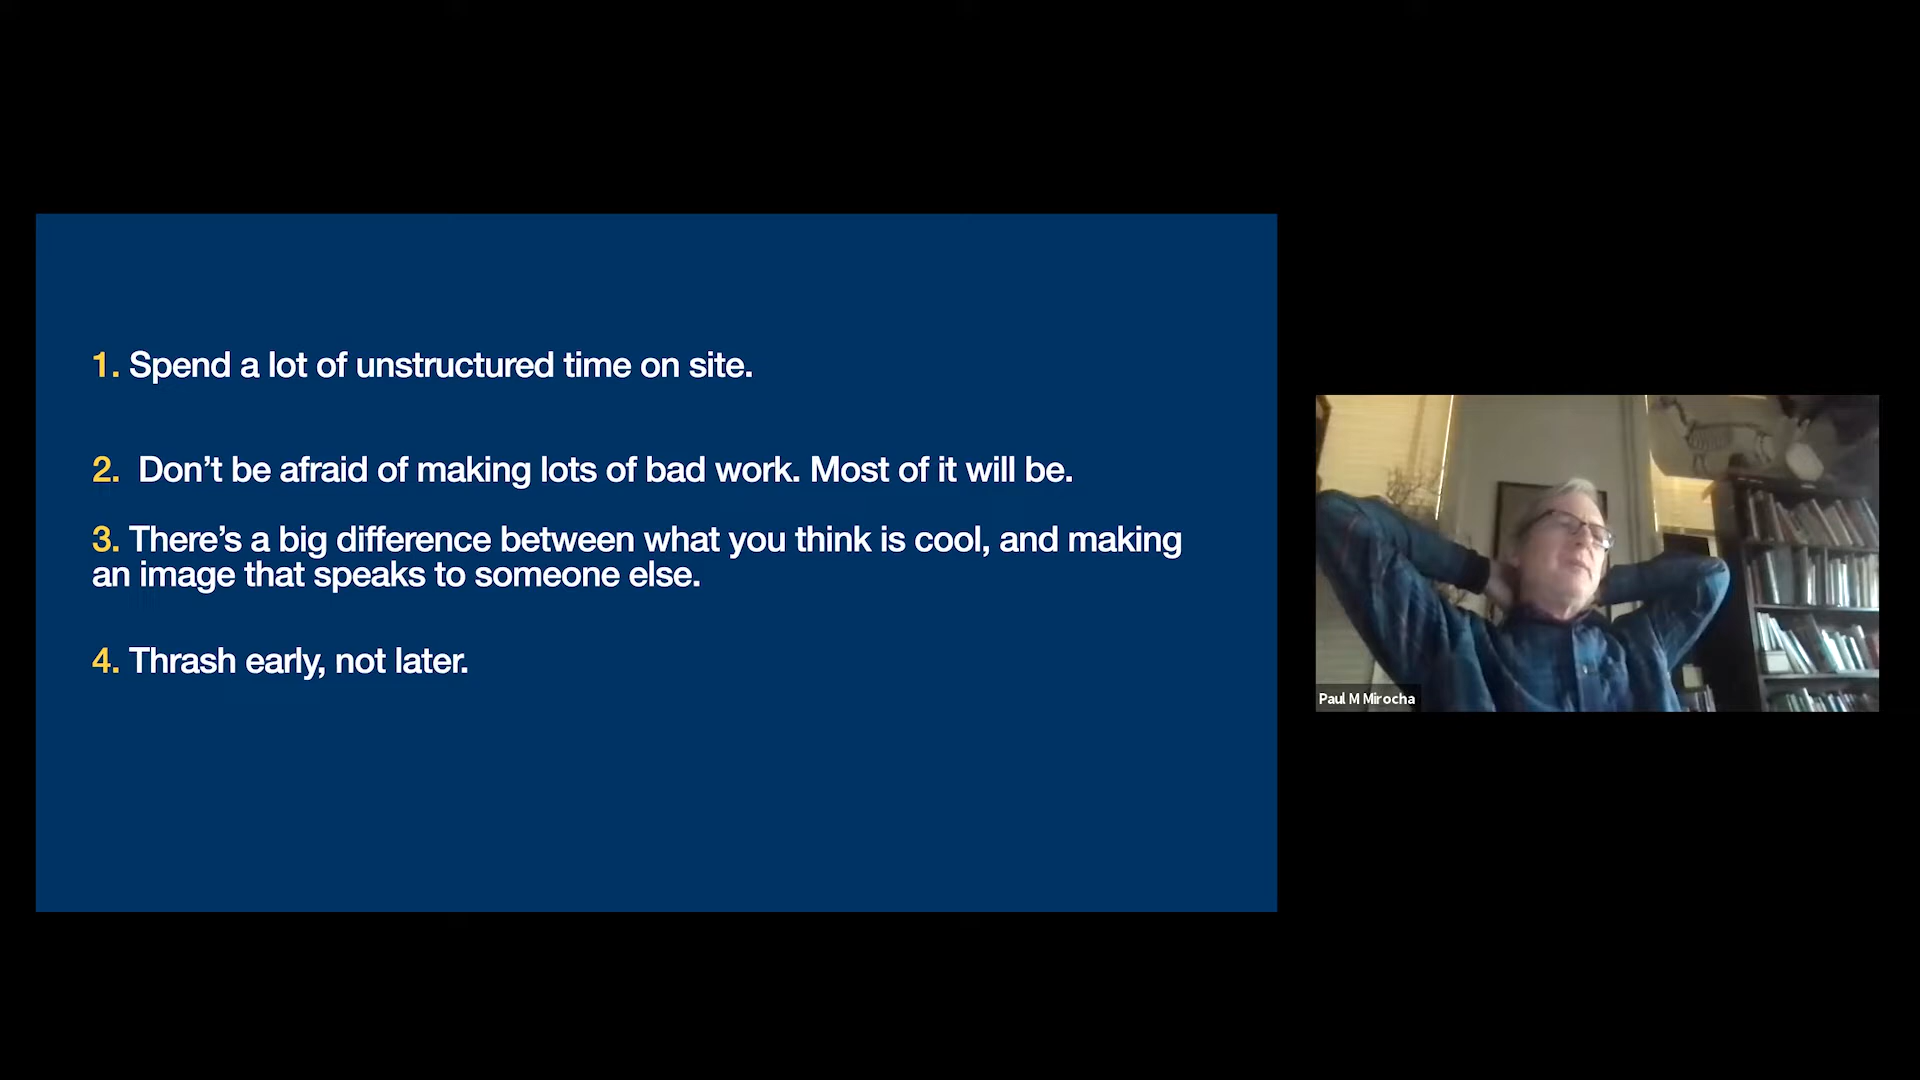 1. Spend a lot of unstructured time on site.
2. Don’t be afraid of making lots of bad work. Most of it will be.
3. There’s a big difference between what you think is cool, and making
an image that speaks to someone else.
4. Thrash early, not later.
Paul M Mirocha